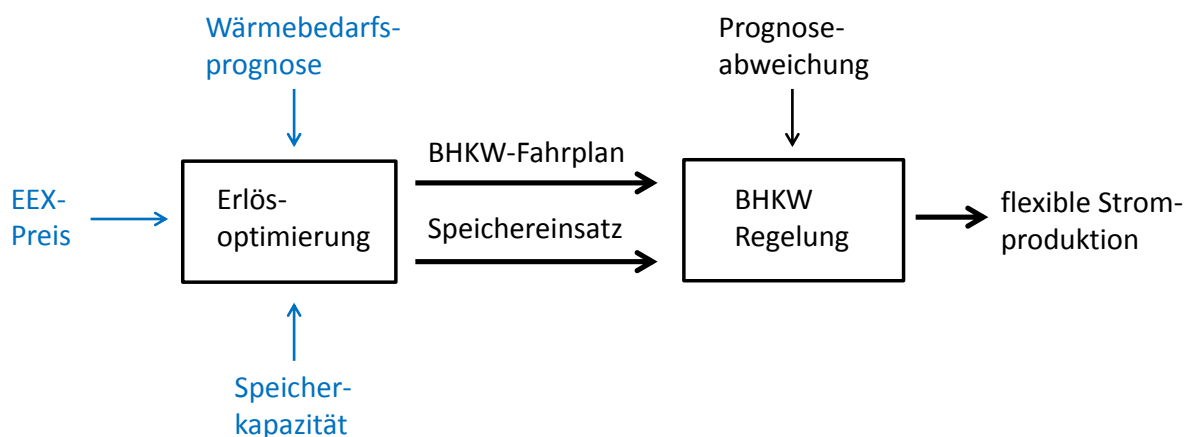 Wärmebedarfs-
prognose
Prognose-
abweichung
EEX-
Preis
Erlös-
optimierung
BHKW-Fahrplan
Speichereinsatz
BHKW
Regelung
flexible Strom-
produktion
Speicher-
kapazität